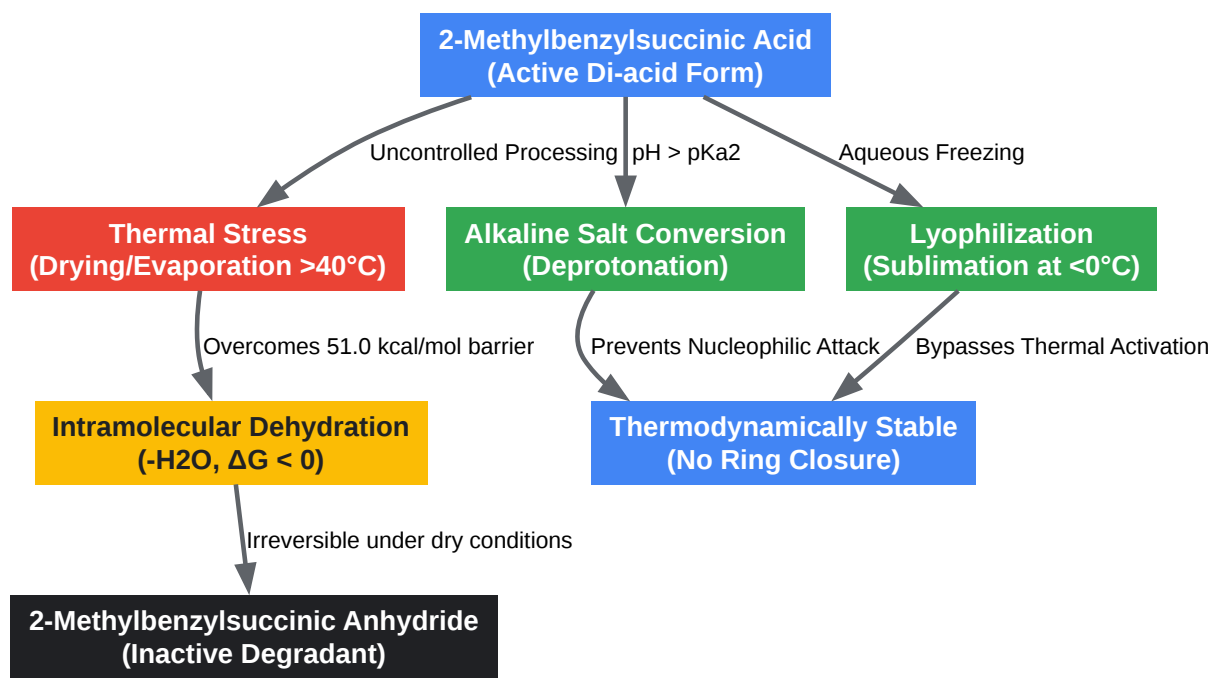 2-Methylbenzylsuccinic Acid
(Active Di-acid Form)
Uncontrolled Processing
pH > pKa2
Aqueous Freezing
Thermal Stress
(Drying/Evaporation >40°C)
Alkaline Salt Conversion
(Deprotonation)
Lyophilization
(Sublimation at <0°C)
Overcomes 51.0 kcal/mol barrier
Prevents Nucleophilic Attack
Bypasses Thermal Activation
Intramolecular Dehydration
(-H2O, ΔG < 0)
Thermodynamically Stable
(No Ring Closure)
Irreversible under dry conditions
2-Methylbenzylsuccinic Anhydride
(Inactive Degradant)